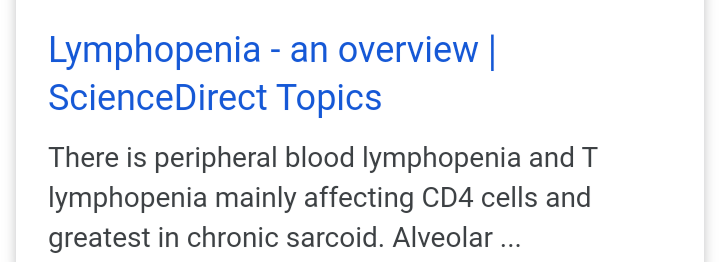 Lymphopenia - an overview |
ScienceDirect Topics
There is peripheral blood lymphopenia and T
lymphopenia mainly affecting CD4 cells and
greatest in chronic sarcoid. Alveolar ...